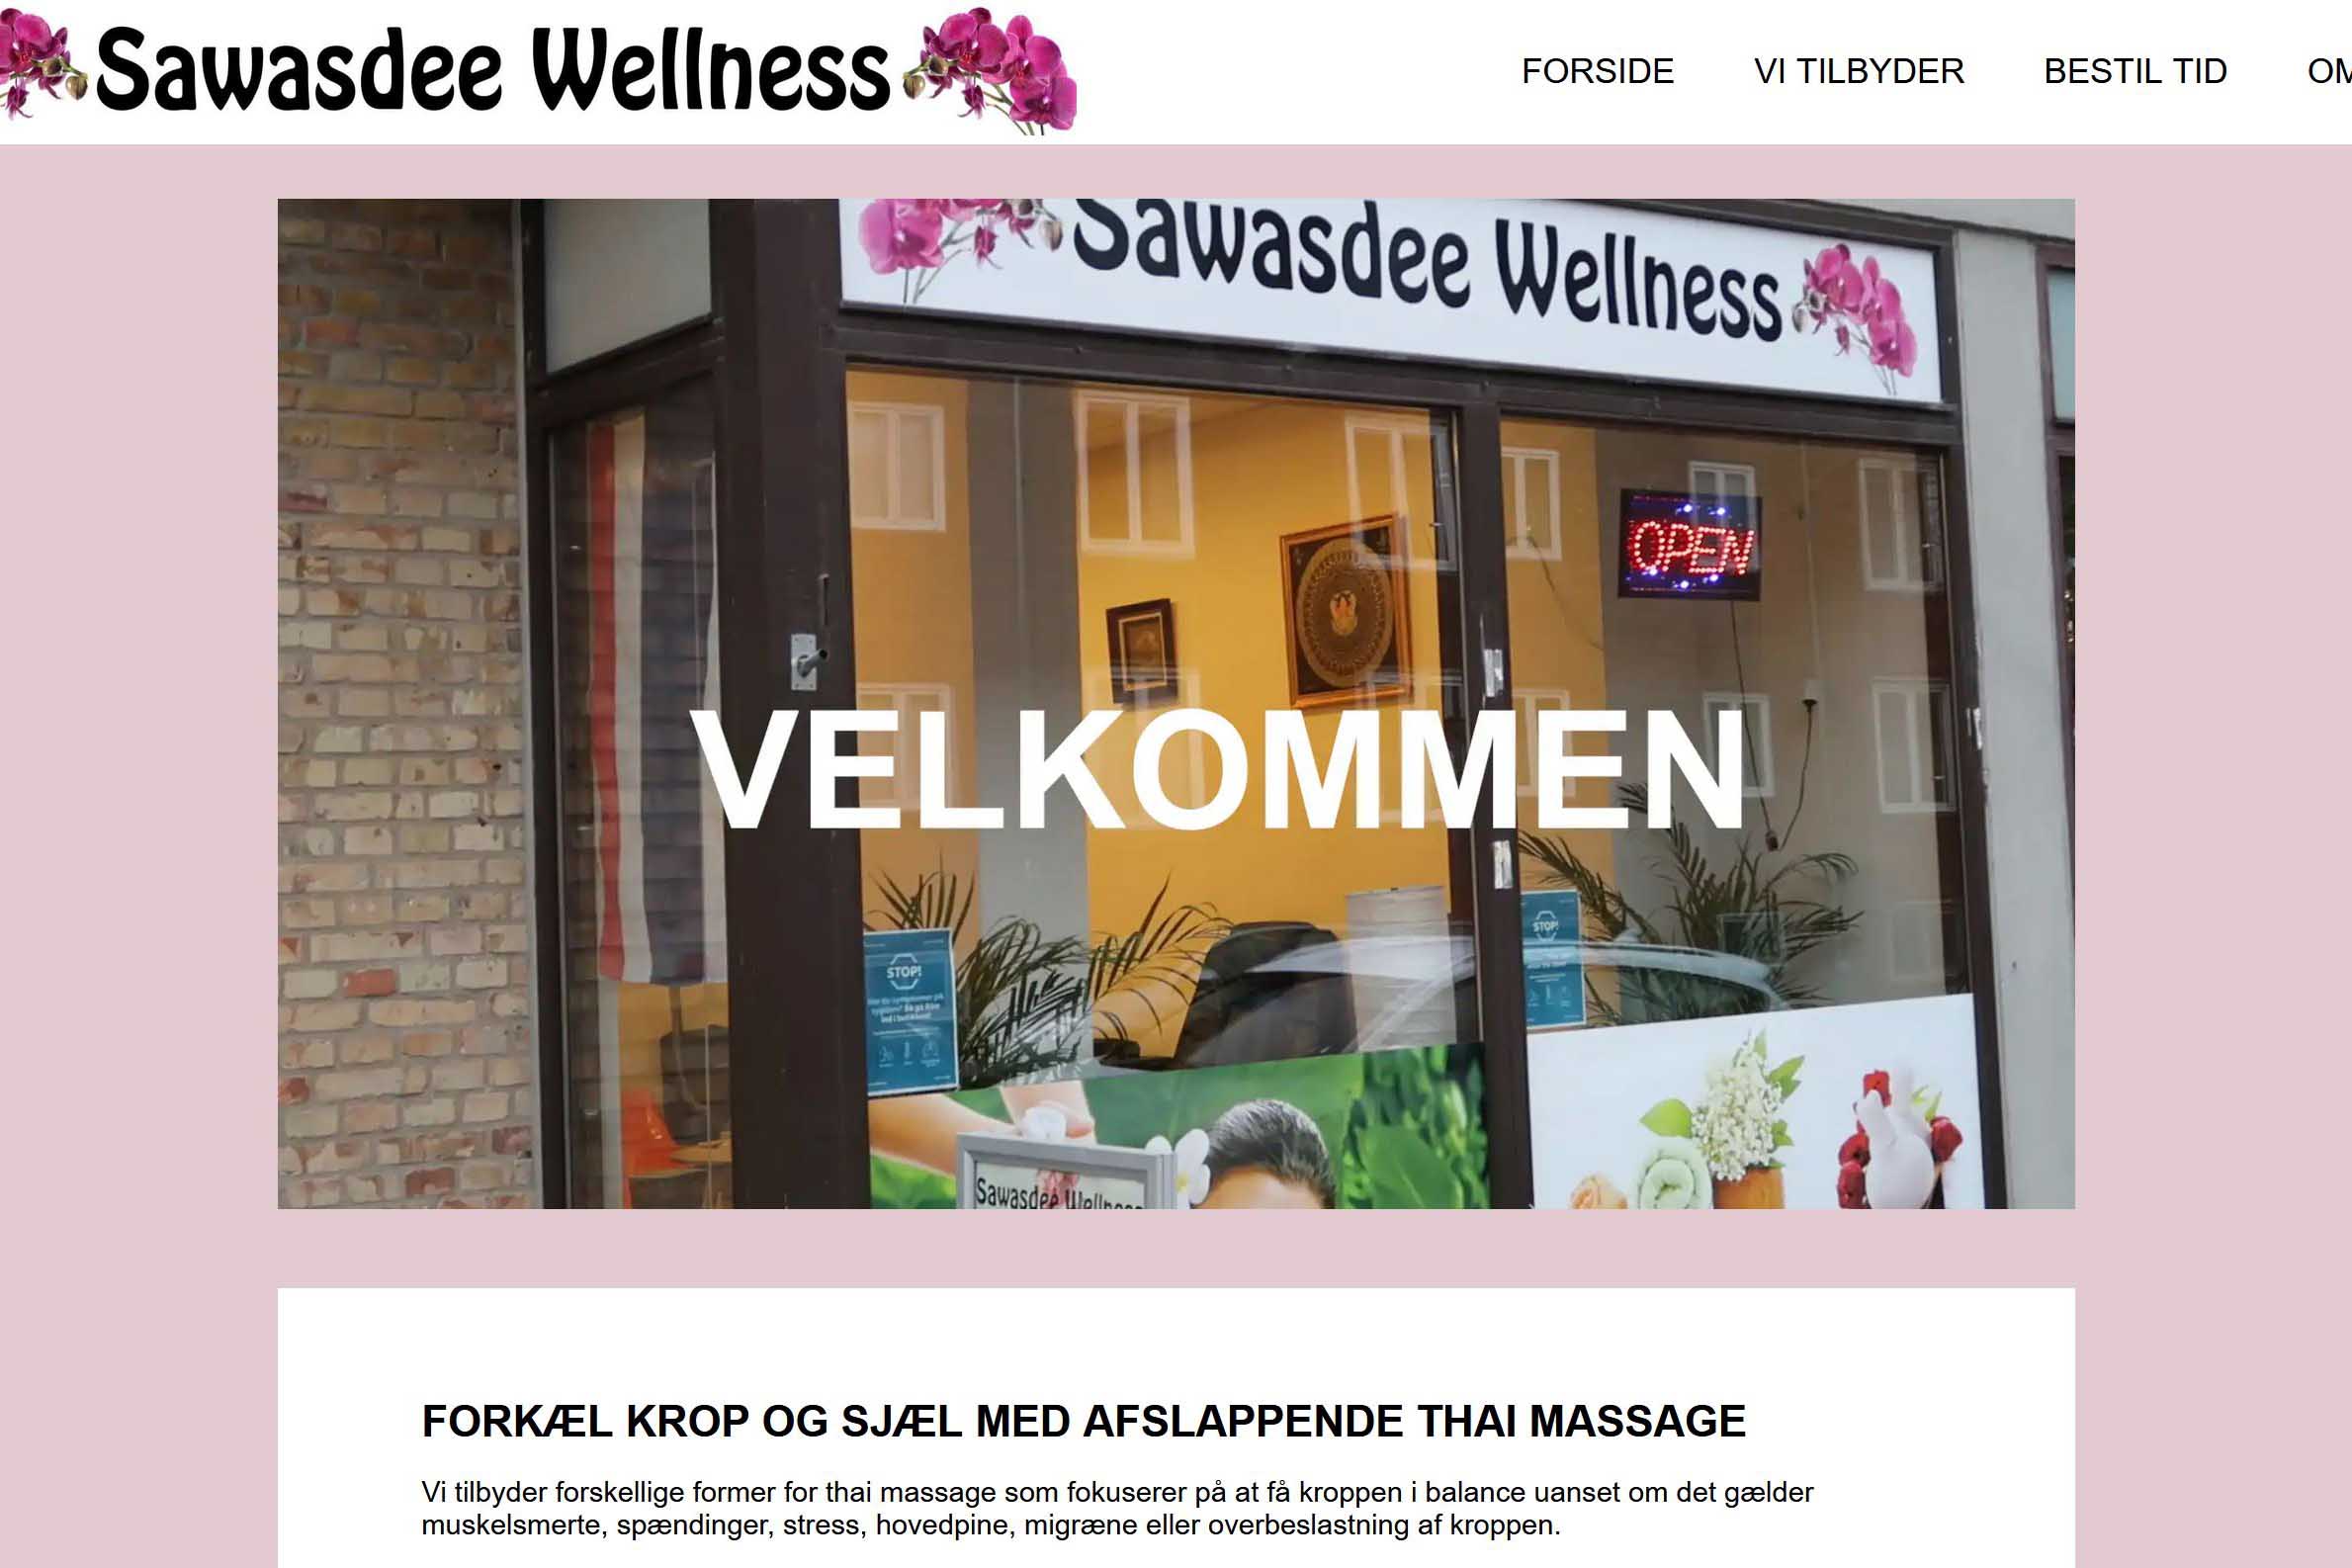 Sawasdee Wellness
FORSIDE
VI TILBYDER
BESTIL TID
OM
Sawasdee Wellness
OPEN
VELKOMMEN
STOP!
STOP!
Sawasdee Wellness
FORKÆL KROP OG SJÆL MED AFSLAPPENDE THAI MASSAGE
Vi tilbyder forskellige former for thai massage som fokuserer på at få kroppen i balance uanset om det gælder
muskelsmerte, spændinger, stress, hovedpine, migræne eller overbeslastning af kroppen.